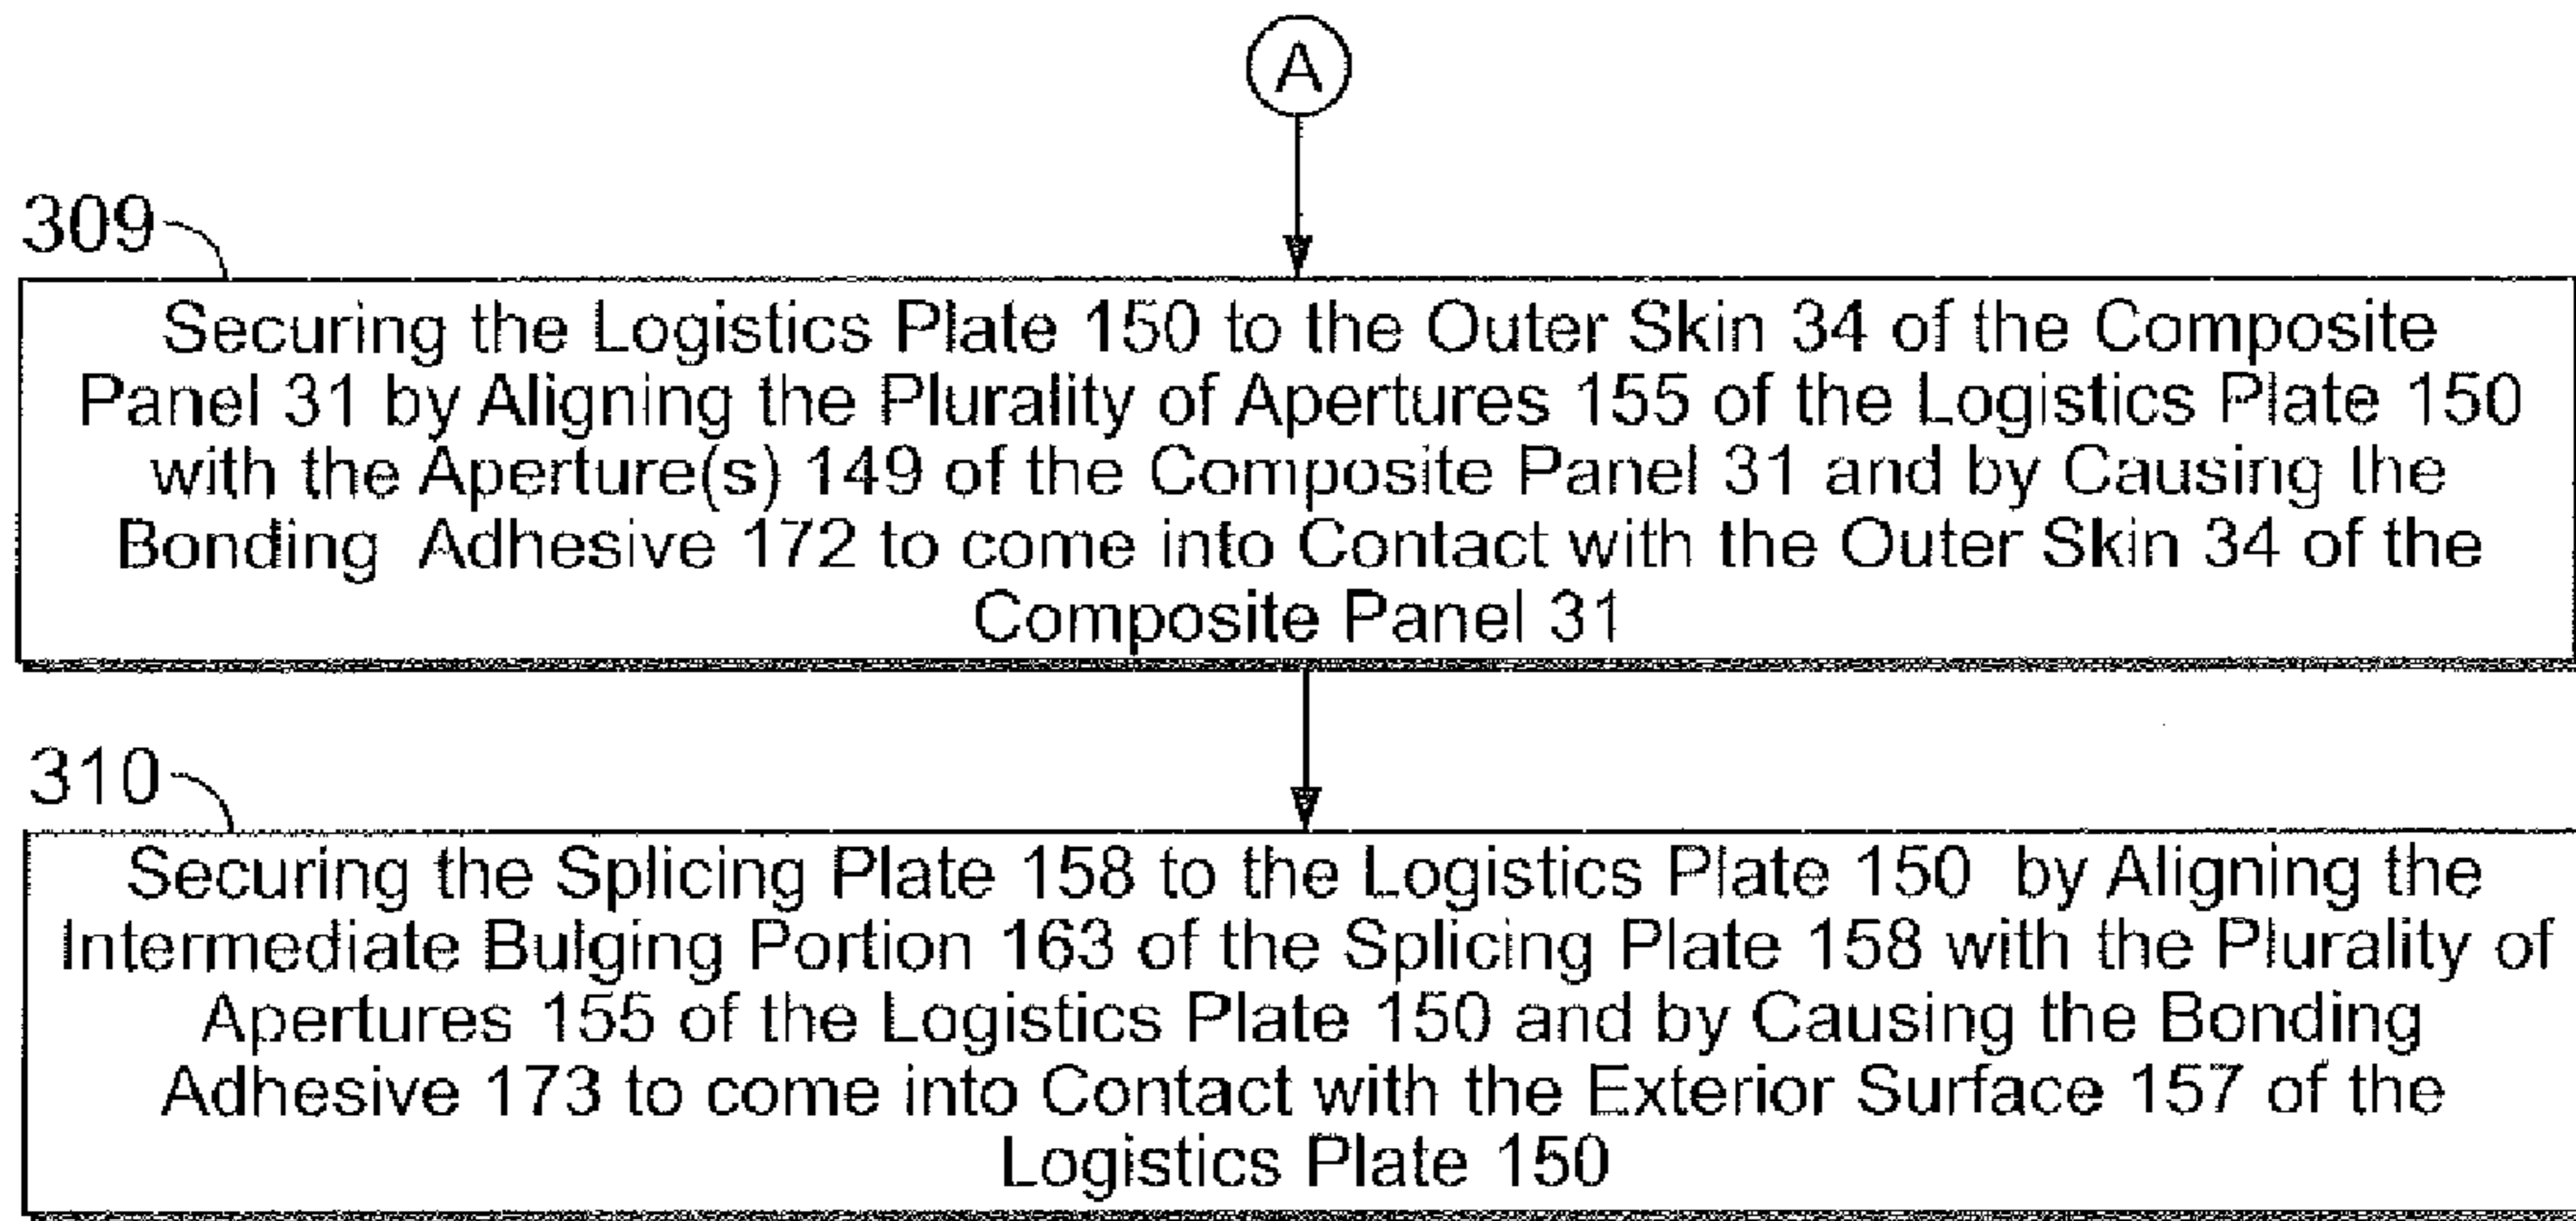 A
309
Securing the Logistics Plate 150 to the Outer Skin 34 of the Composite
Panel 31 by Aligning the Plurality of Apertures 155 of the Logistics Plate 150
with the Aperture(s) 149 of the Composite Panel 31 and by Causing the
Bonding Adhesive 172 to come into Contact with the Outer Skin 34 of the
Composite Panel 31
310
Securing the Splicing Plate 158 to the Logistics Plate 150 by Aligning the
Intermediate Bulging Portion 163 of the Splicing Plate 158 with the Plurality of
Apertures 155 of the Logistics Plate 150 and by Causing the Bonding
Adhesive 173 to come into Contact with the Exterior Surface 157 of the
Logistics Plate 150